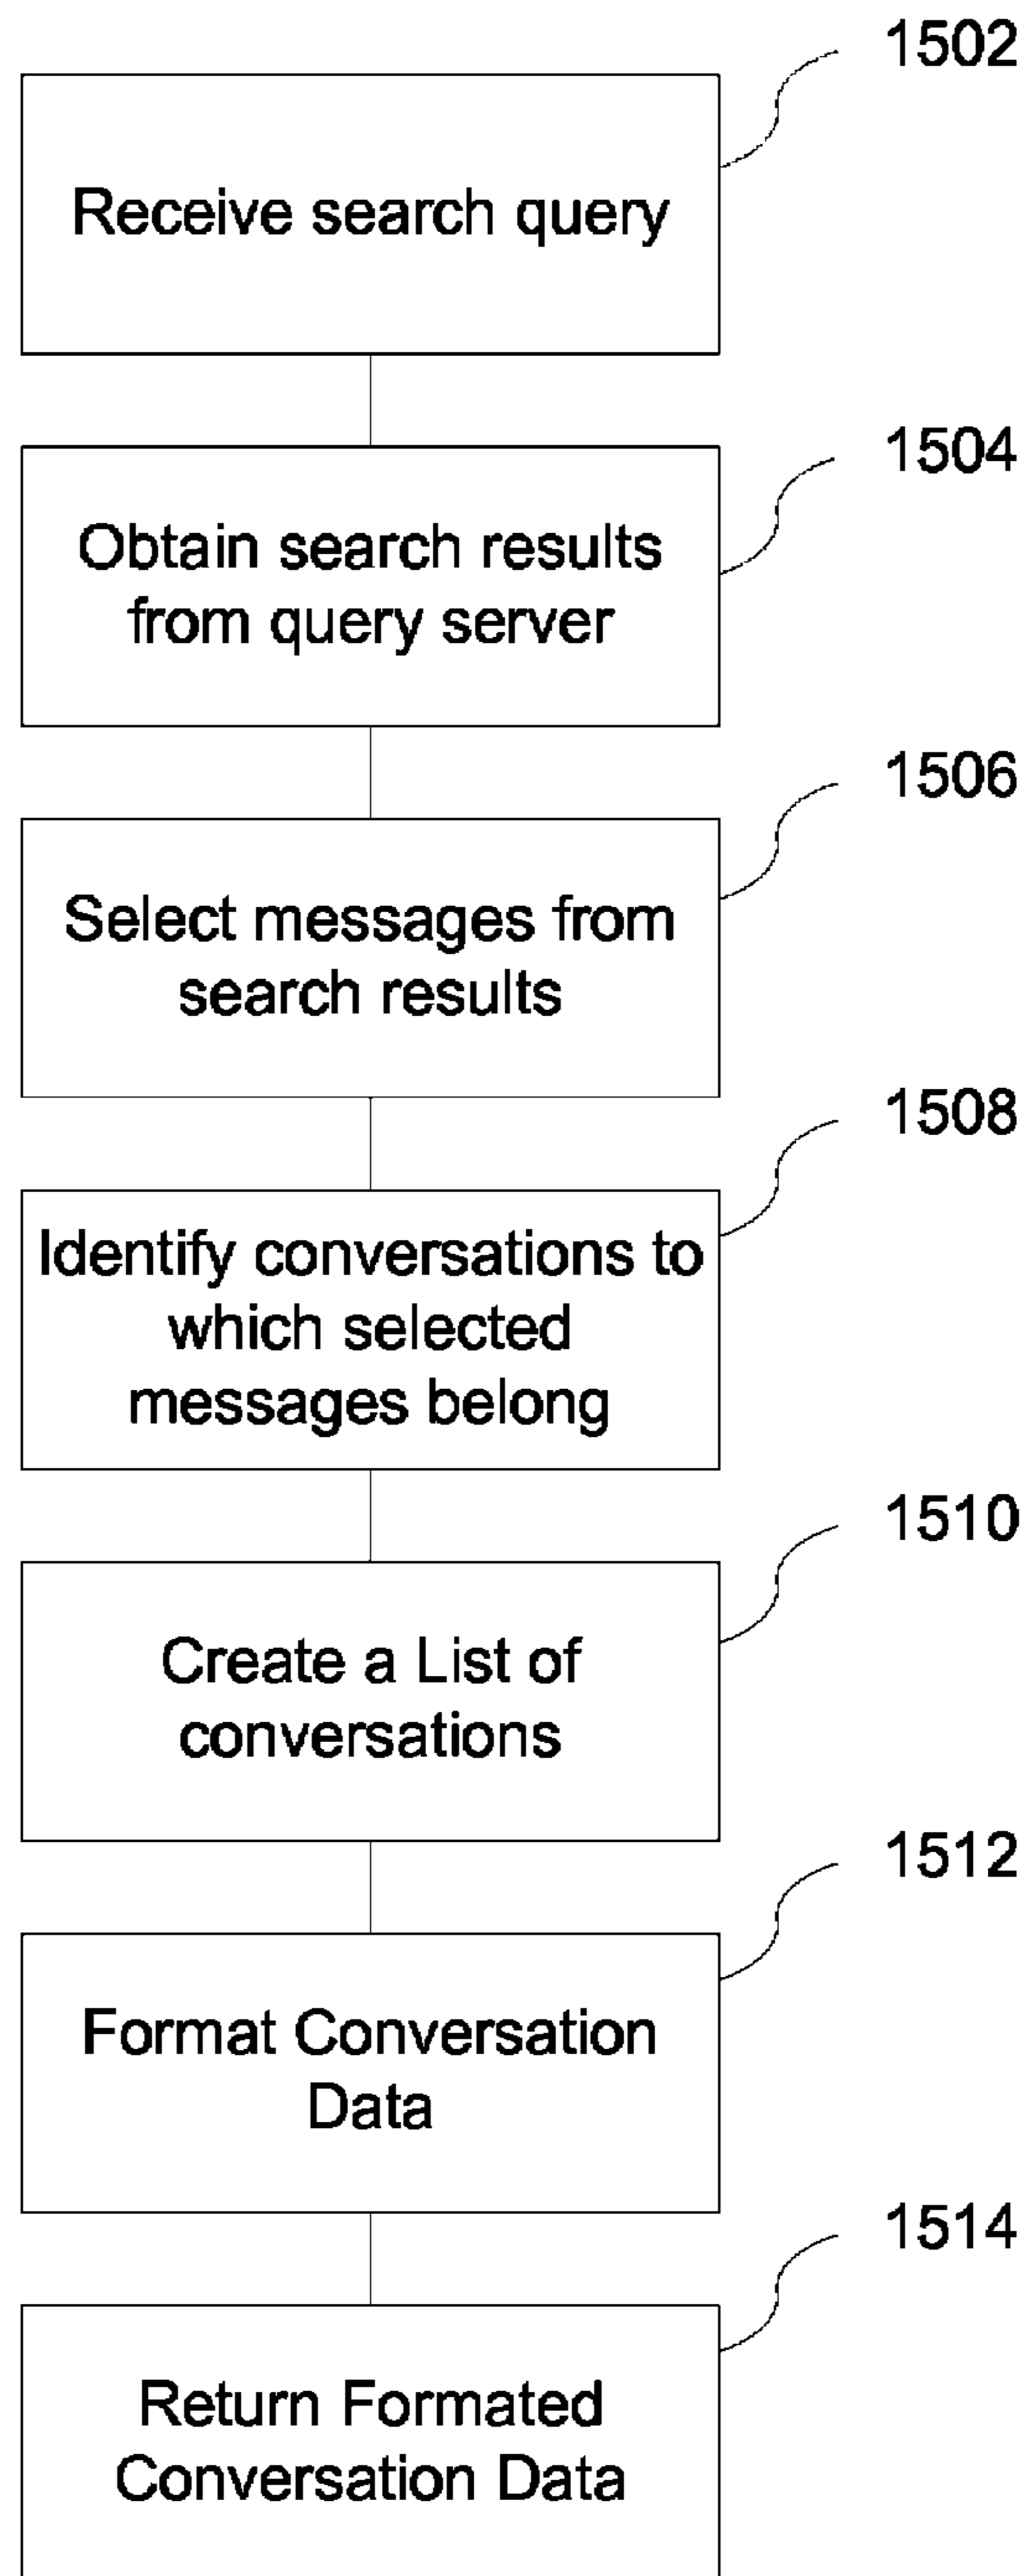 1502
Receive search query
1504
Obtain search results
from query server
1506
Select messages from
search results
1508
Identify conversations to
which selected
messages belong
1510
Create a List of
conversations
1512
Format Conversation
Data
1514
Return Formated
Conversation Data